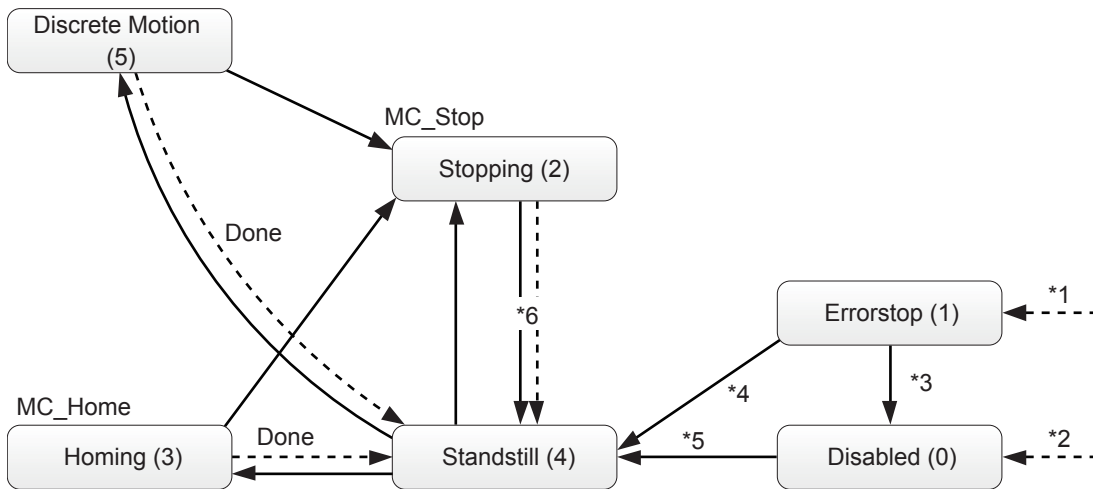 Discrete Motion
(5)
MC_Stop
Stopping (2)
Done
*6
Errorstop (1)
*1
*4
*3
MC_Home
Homing (3)
Done
Standstill (4)
*5
Disabled (0)
*2